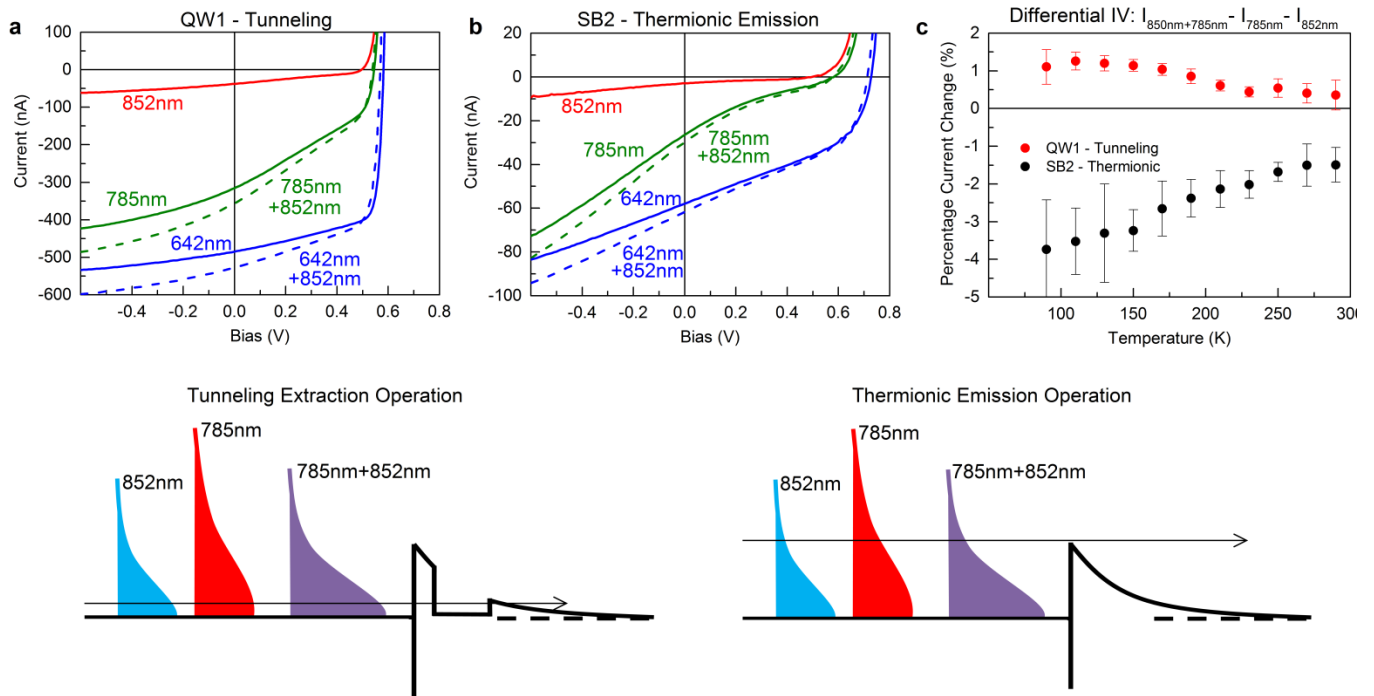 a
QW1 - Tunneling
100
0
-100
-200
-300
-400
-500
-600
Current (nA)
852nm
785nm
785nm
+852nm
642nm
642nm
+852nm
-0.4
-0.2
0.0
0.2
0.4
0.6
Bias (V)
b
SB2 - Thermionic Emission
20
0
-20
-40
-60
-80
-100
Current (nA)
852nm
785nm
785nm
+852nm
642nm
642nm
+852nm
-0.4
-0.2
0.0
0.2
0.4
0.6
Bias (V)
c
Differential IV: I850nm+785nm - I785nm - I852nm
2
1
0
-1
-2
-3
-4
-5
Percentage Current Change (%)
QW1 - Tunneling
SB2 - Thermionic
100
150
200
250
300
Temperature (K)
Tunneling Extraction Operation
852nm
785nm
785nm+852nm
Thermionic Emission Operation
852nm
785nm
785nm+852nm